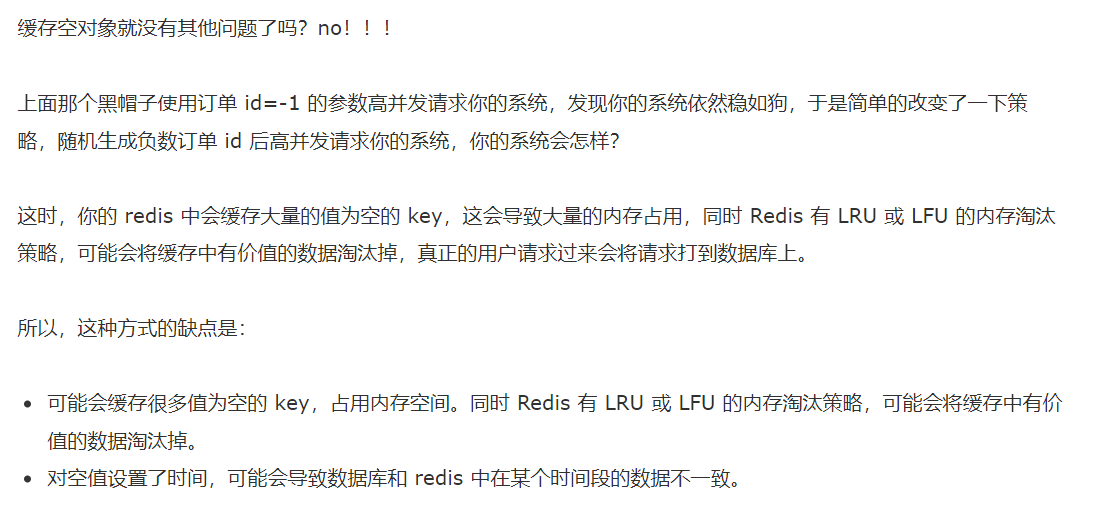 缓存空对象就没有其他问题了吗？no！！！
上面那个黑帽子使用订单 id=-1 的参数高并发请求你的系统，发现你的系统依然稳如狗，于是简单的改变了一下策
略，随机生成负数订单 id 后高并发请求你的系统，你的系统会怎样？
这时，你的 redis 中会缓存大量的值为空的 key，这会导致大量的内存占用，同时 Redis 有 LRU 或 LFU 的内存淘汰
策略，可能会将缓存中有价值的数据淘汰掉，真正的用户请求过来会将请求打到数据库上。
所以，这种方式的缺点是：
• 可能会缓存很多值为空的 key，占用内存空间。同时 Redis 有 LRU 或 LFU 的内存淘汰策略，可能会将缓存中有价
值的数据淘汰掉。
• 对空值设置了时间，可能会导致数据库和 redis 中在某个时间段的数据不一致。